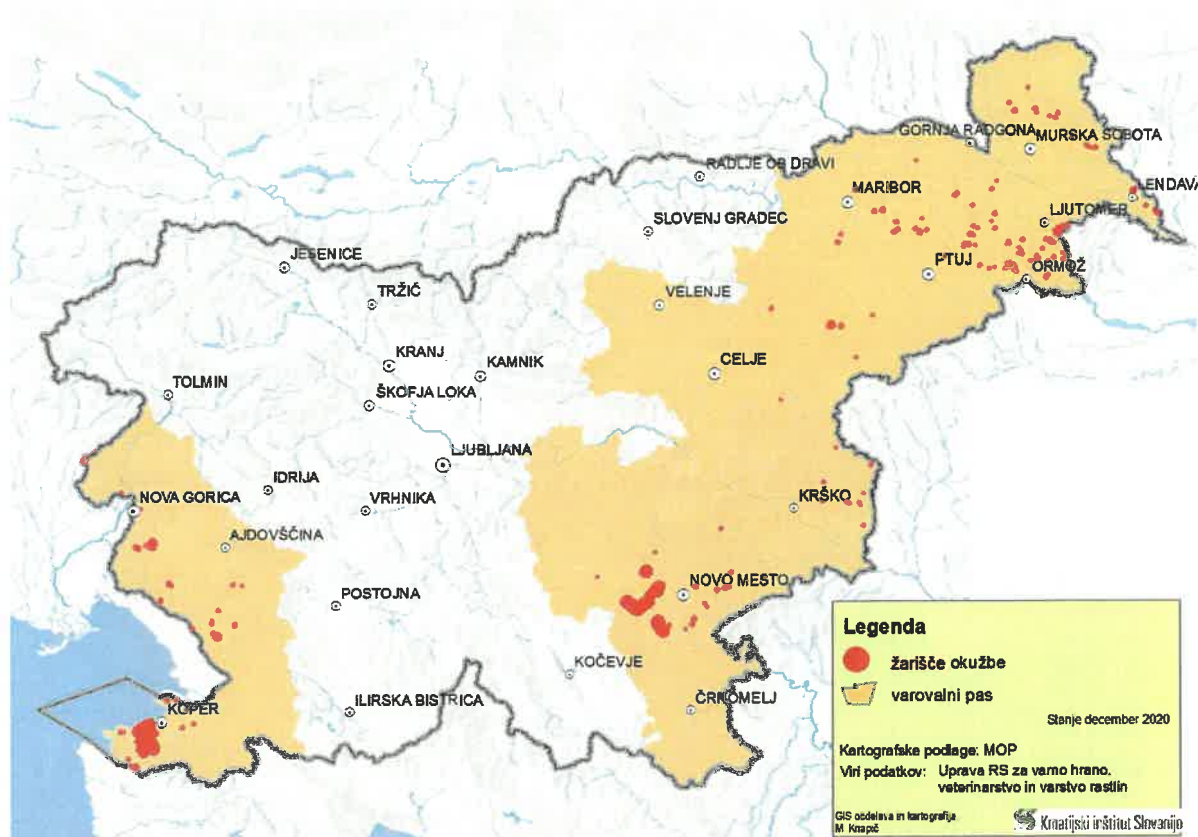 GORNJA RADGONA
MURSKA SOBOTA
RADLJE OB DRAVI
MARIBOR
LENDAVA
SLOVENJ GRADEC
LJUTOMER
JESENICE
PTUJ
ORMOŽ
TRŽIČ
VELENJE
KRANJ
KAMNIK
CELJE
TOLMIN
ŠKOFJA LOKA
LJUBLJANA
IDRIJA
NOVA GORICA
VRHNIKA
KRŠKO
AJDOVŠČINA
NOVO MESTO
POSTOJNA
KOČEVJE
KOPER
ILIRSKA BISTRICA
ČRNOMELJ
Legenda
žarišče okužbe
varovalni pas
Stanje december 2020
Kartografske podlage: MOP
Viri podatkov: Uprava RS za varno hrano,
veterinarstvo in varstvo rastlin
GIS obdelava in kartografija
M. Knapič
Kmetijski inštitut Slovenije